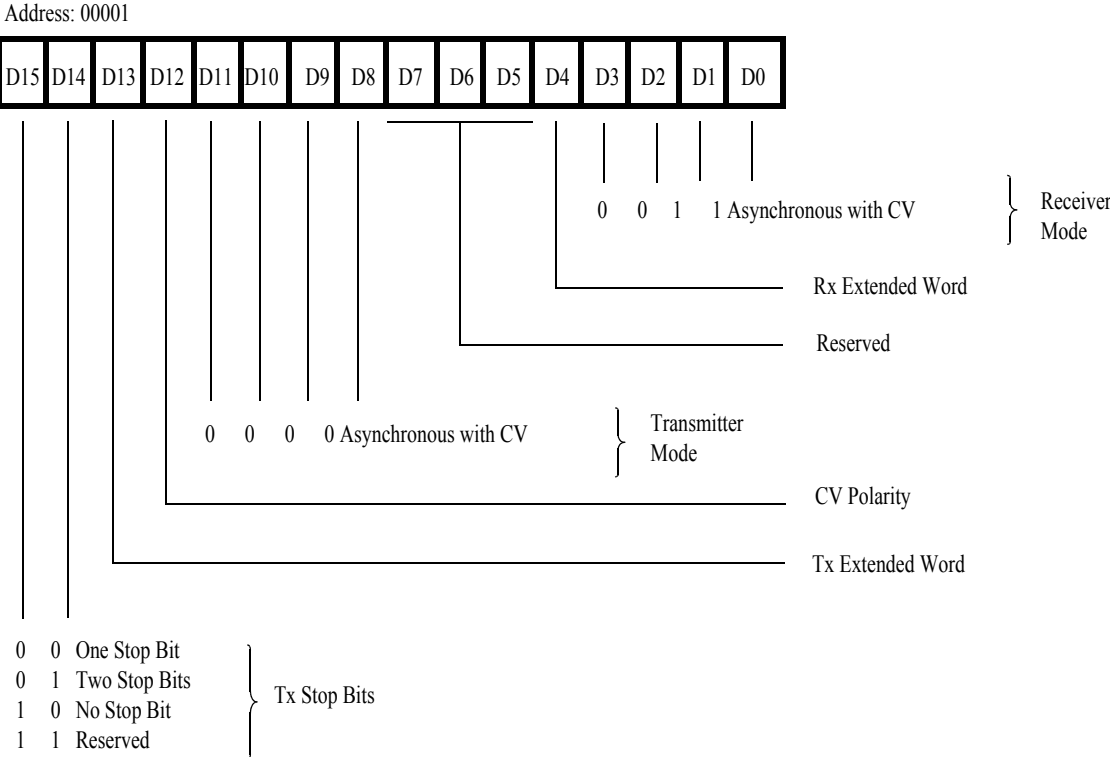 Address: 00001
D15 D14 D13 D12 D11 D10 D9 D8 D7 D6 D5 D4 D3 D2 D1 D0
0 0 1 1 Asynchronous with CV
Receiver
Mode
Rx Extended Word
Reserved
0 0 0 0 Asynchronous with CV
Transmitter
Mode
CV Polarity
Tx Extended Word
0 0 One Stop Bit
0 1 Two Stop Bits
1 0 No Stop Bit
1 1 Reserved
Tx Stop Bits